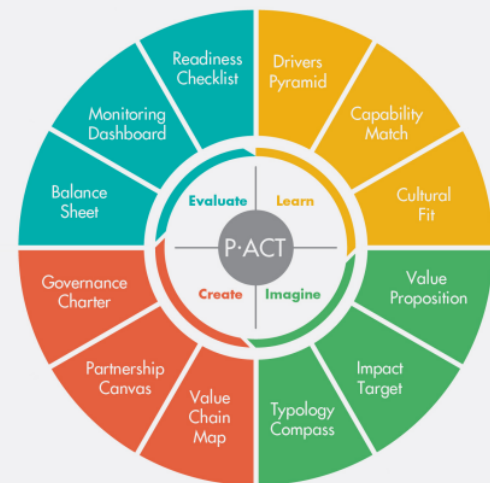 Readiness
Checklist
Drivers
Pyramid
Capability
Match
Cultural
Fit
Value
Proposition
Impact
Target
Typology
Compass
Value
Chain
Map
Partnership
Canvas
Governance
Charter
Balance
Sheet
Monitoring
Dashboard
Evaluate
Learn
P·ACT
Create
Imagine